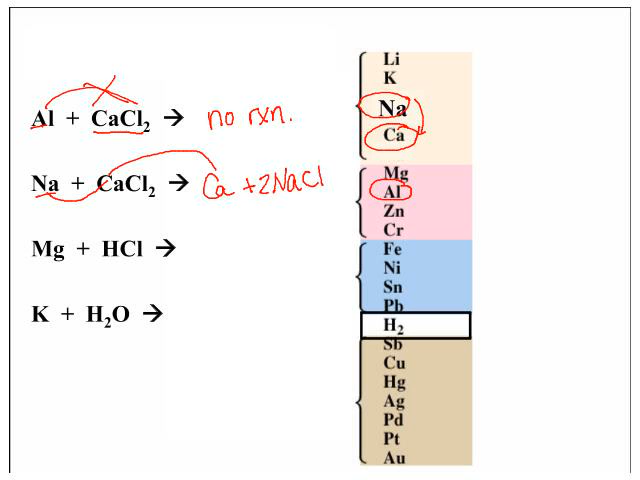 Al + CaCl₂ → no rxn.
Na + CaCl₂ → Ca + 2NaCl
Mg + HCl →
K + H₂O →
Li
K
Na
Ca
Mg
Al
Zn
Cr
Fe
Ni
Sn
Pb
H₂
Sb
Cu
Hg
Ag
Pd
Pt
Au